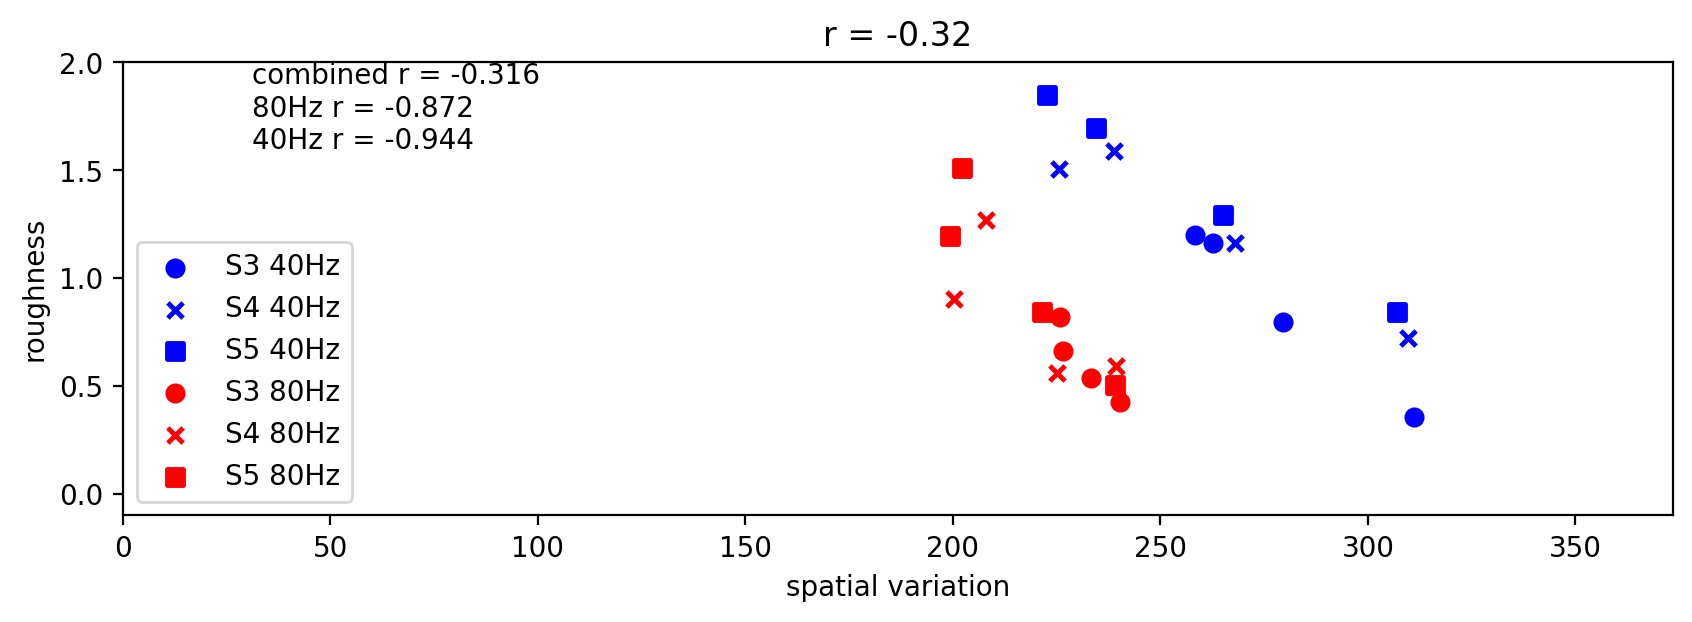 r = -0.32
combined r = -0.316
80Hz r = -0.872
40Hz r = -0.944
roughness
2.0
1.5
1.0
0.5
0.0
S3 40Hz
S4 40Hz
S5 40Hz
S3 80Hz
S4 80Hz
S5 80Hz
0 50 100 150 200 250 300 350
spatial variation